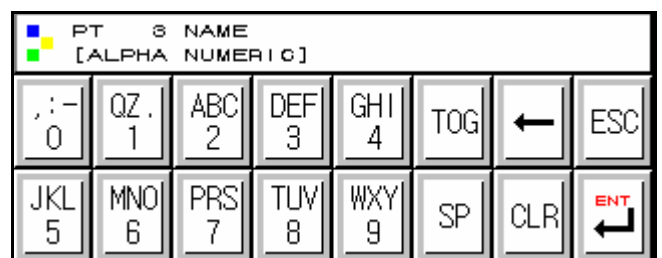 PT 3 NAME
[ALPHA NUMERIC]
,:- QZ. ABC DEF GHI TOG ← ESC
0 1 2 3 4
JKL MNO PRS TUV WXY SP CLR ENT
5 6 7 8 9